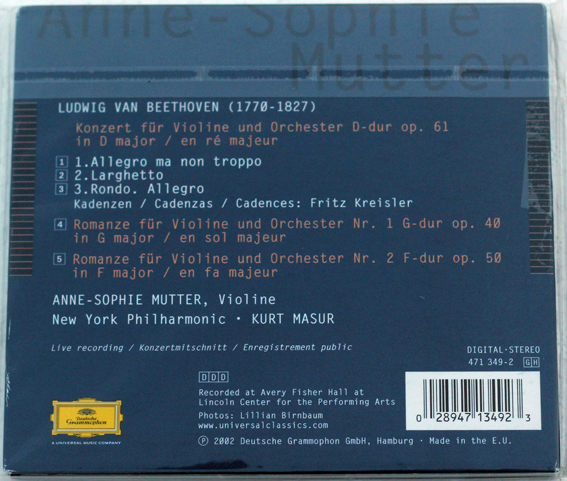 Anne-Sophie
Mutter
LUDWIG VAN BEETHOVEN (1770-1827)
Konzert für Violine und Orchester D-dur op. 61
in D major / en ré majeur
1 1.Allegro ma non troppo
2 2.Larghetto
3 3.Rondo. Allegro
Kadenzen / Cadenzas / Cadences: Fritz Kreisler
4 Romanze für Violine und Orchester Nr. 1 G-dur op. 40
in G major / en sol majeur
5 Romanze für Violine und Orchester Nr. 2 F-dur op. 50
in F major / en fa majeur
ANNE-SOPHIE MUTTER, Violine
New York Philharmonic · KURT MASUR
Live recording / Konzertmitschnitt / Enregistrement public
DIGITAL·STEREO
471 349-2 GH
DDD
Recorded at Avery Fisher Hall at
Lincoln Center for the Performing Arts
Photos: Lillian Birnbaum
www.universalclassics.com
℗ 2002 Deutsche Grammophon GmbH, Hamburg · Made in the E.U.
Deutsche
Grammophon
A UNIVERSAL MUSIC COMPANY
0 28947 13492 3